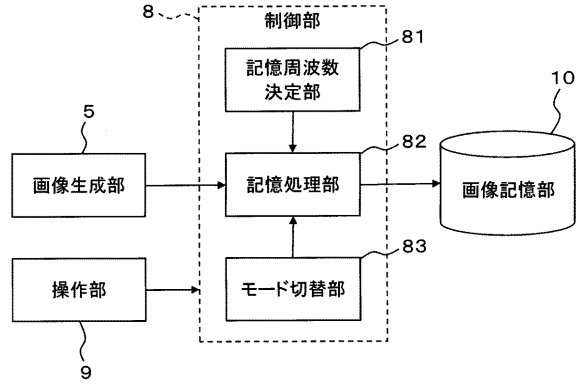 8
制御部
81
記憶周波数
決定部
10
5
82
画像生成部
記憶処理部
画像記憶部
83
操作部
モード切替部
9